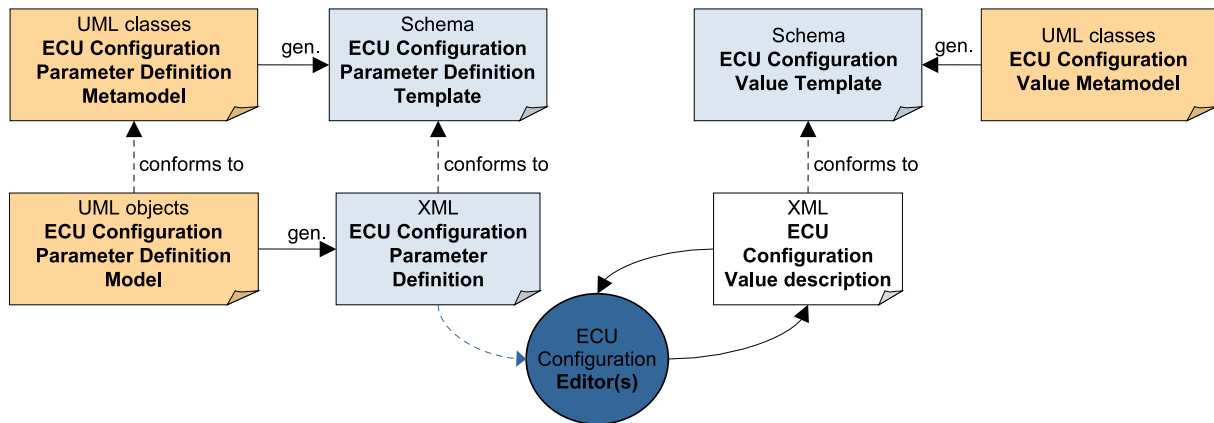 UML classes
ECU Configuration
Parameter Definition
Metamodel
gen.
Schema
ECU Configuration
Parameter Definition
Template
Schema
ECU Configuration
Value Template
gen.
UML classes
ECU Configuration
Value Metamodel
conforms to
conforms to
conforms to
UML objects
ECU Configuration
Parameter Definition
Model
gen.
XML
ECU Configuration
Parameter
Definition
XML
ECU
Configuration
Value description
ECU
Configuration
Editor(s)